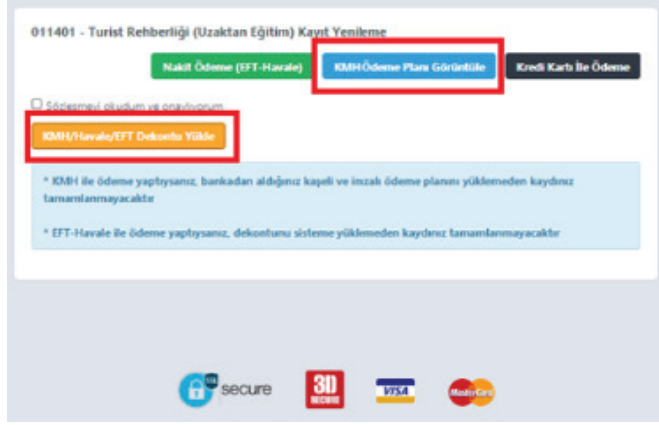 011401 - Turist Rehberliği (Uzaktan Eğitim) Kayıt Yenileme
Nakit Ödeme (EFT-Havale) KMH Ödeme Planı Görüntüle Kredi Kartı İle Ödeme
Sözleşmeyi okudum ve onaylıyorum.
KMH/Havale/EFT Dekontu Yükle
* KMH ile ödeme yaptıysanız, bankadan aldığınız kaşeli ve imzalı ödeme planını yüklemeden kaydınız
tamamlanmayacaktır
* EFT-Havale ile ödeme yaptıysanız, dekontunu sisteme yüklemeden kaydınız tamamlanmayacaktır
SSL secure 3D SECURE VISA MasterCard